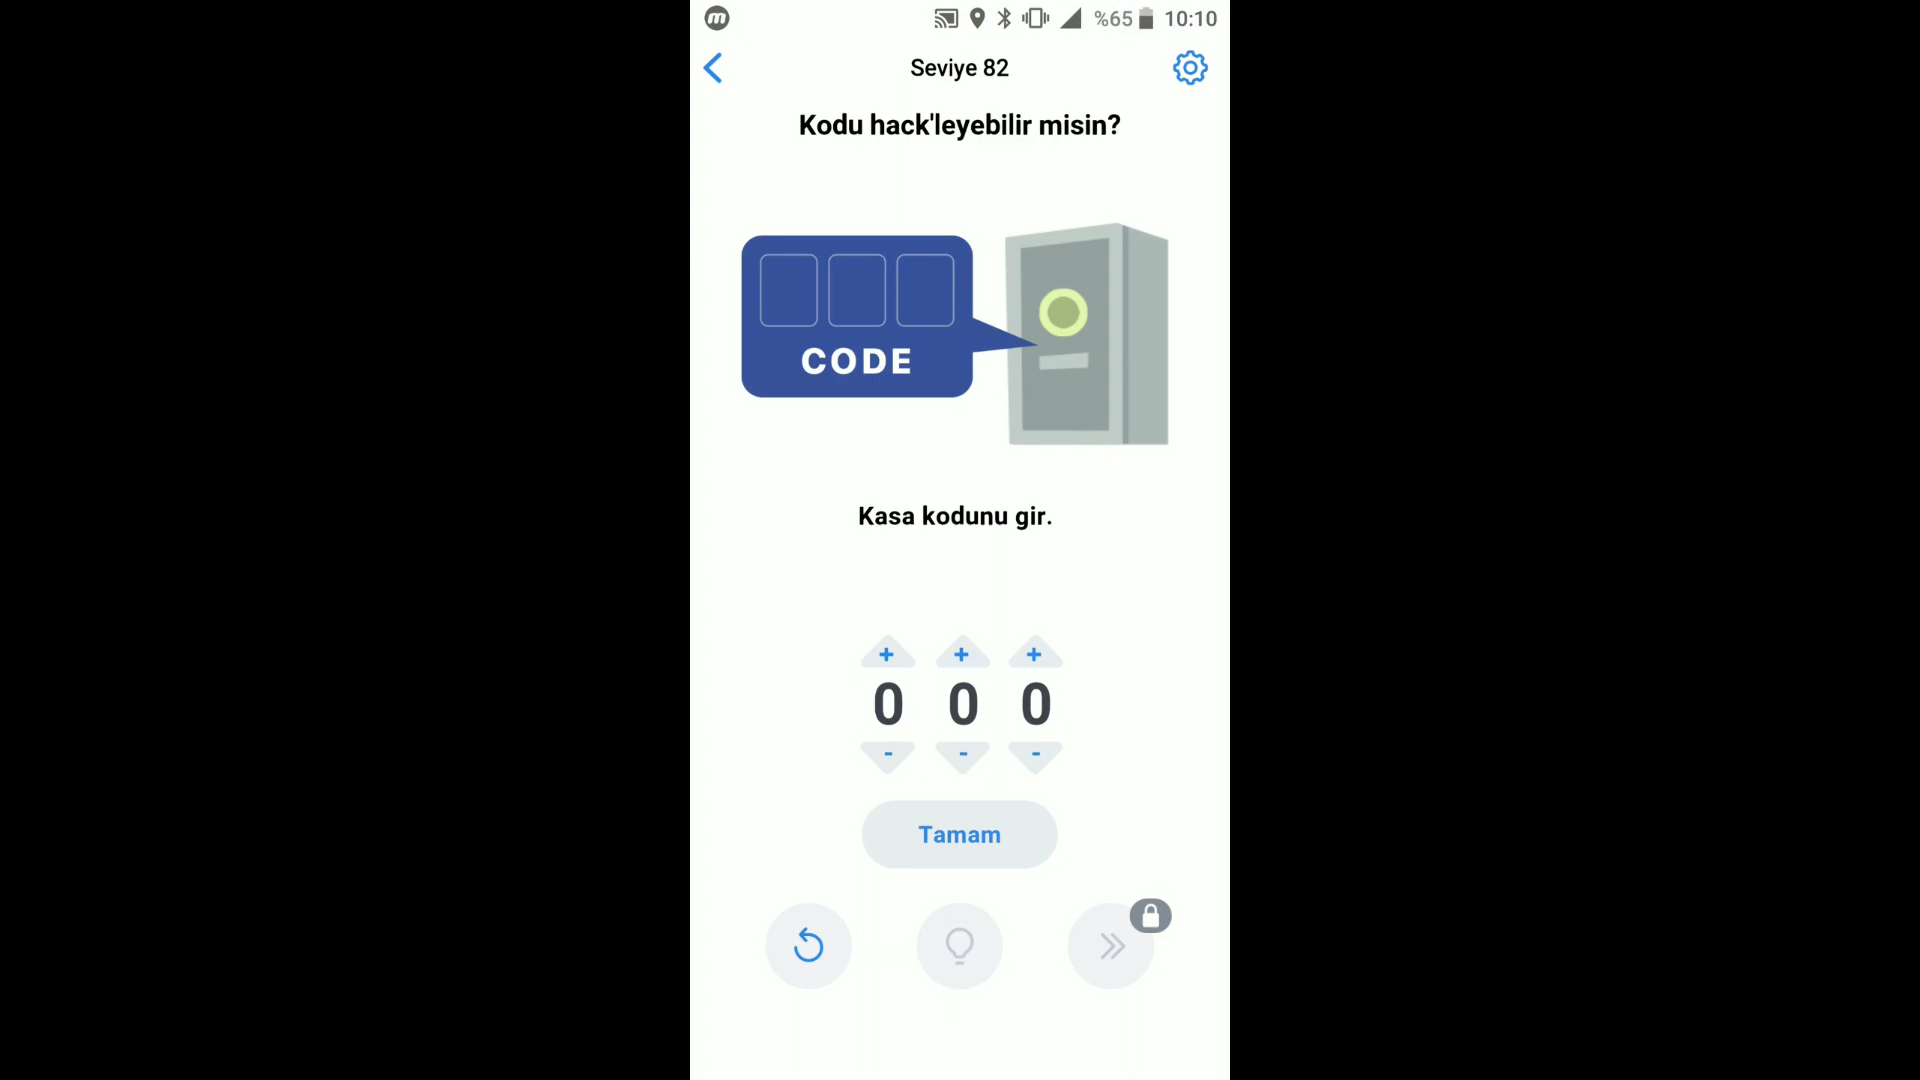 m %65 10:10
Seviye 82
Kodu hack'leyebilir misin?
CODE
Kasa kodunu gir.
+ + +
0 0 0
- - -
Tamam